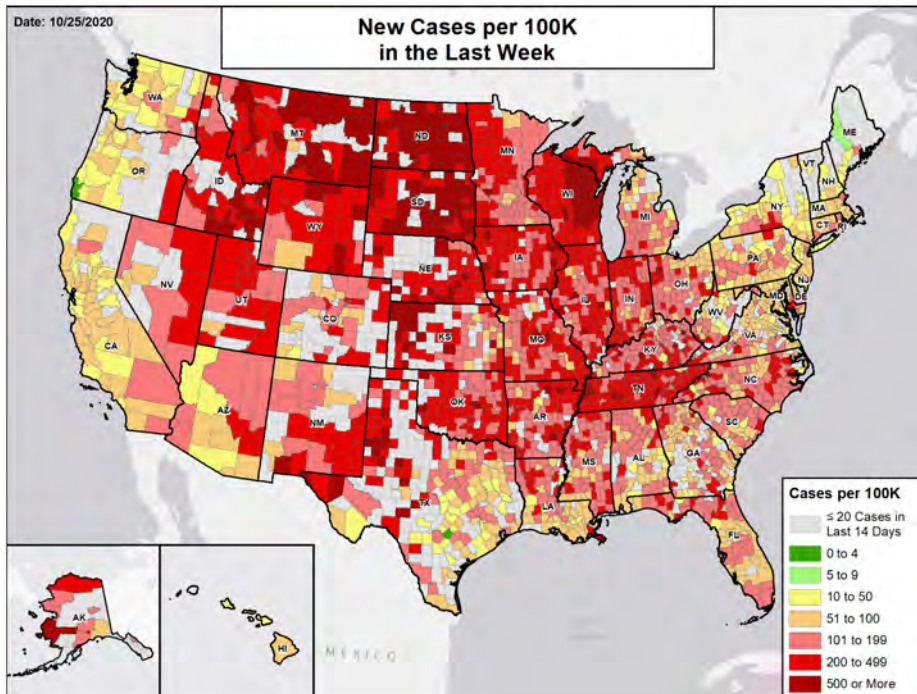 Date: 10/25/2020
New Cases per 100K
in the Last Week
WA
MT
ND
MN
ME
OR
ID
SD
WI
MI
VT
NH
NY
MA
CT
RI
WY
IA
PA
NJ
NE
NV
UT
CO
IL
IN
OH
MD
DE
WV
VA
CA
KS
MO
KY
NC
TN
AZ
NM
OK
AR
SC
MS
AL
GA
TX
LA
FL
AK
HI
MÉXICO
Cases per 100K
≤ 20 Cases in
Last 14 Days
0 to 4
5 to 9
10 to 50
51 to 100
101 to 199
200 to 499
500 or More